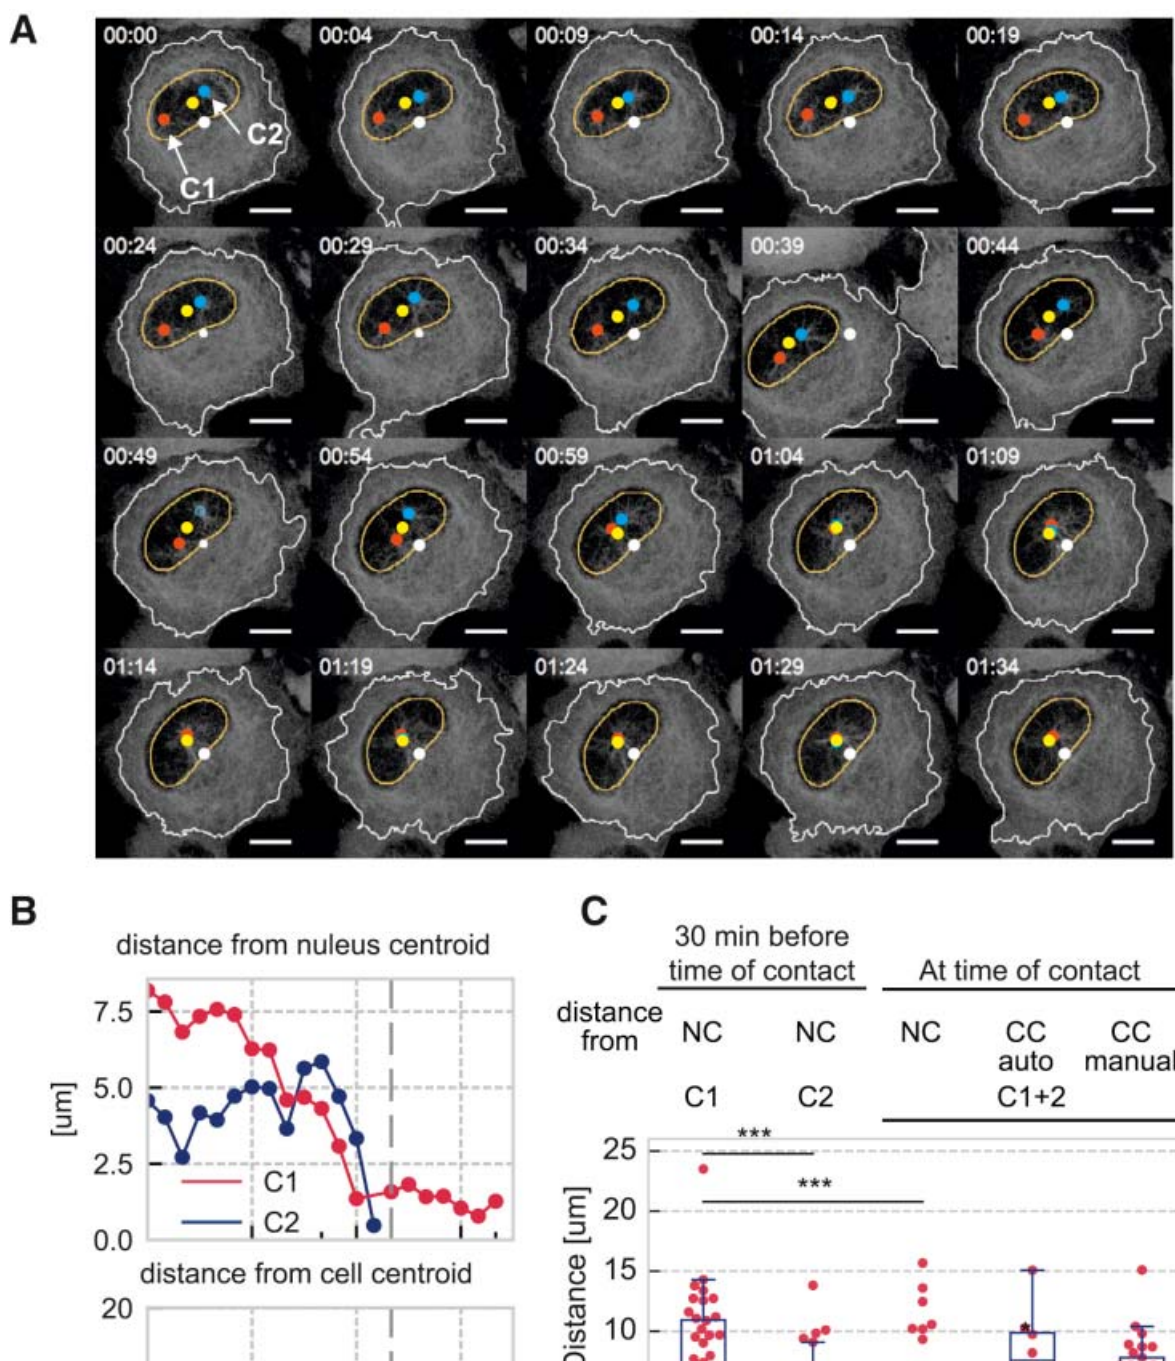 A
00:00
00:04
00:09
00:14
00:19
C2
C1
00:24
00:29
00:34
00:39
00:44
00:49
00:54
00:59
01:04
01:09
01:14
01:19
01:24
01:29
01:34
B
distance from nuleus centroid
7.5
5.0
2.5
0.0
[um]
C1
C2
distance from cell centroid
20
C
30 min before
time of contact
At time of contact
distance
from
NC
NC
NC
CC
auto
CC
manual
C1
C2
C1+2
***
***
*
25
20
15
10
Distance [um]